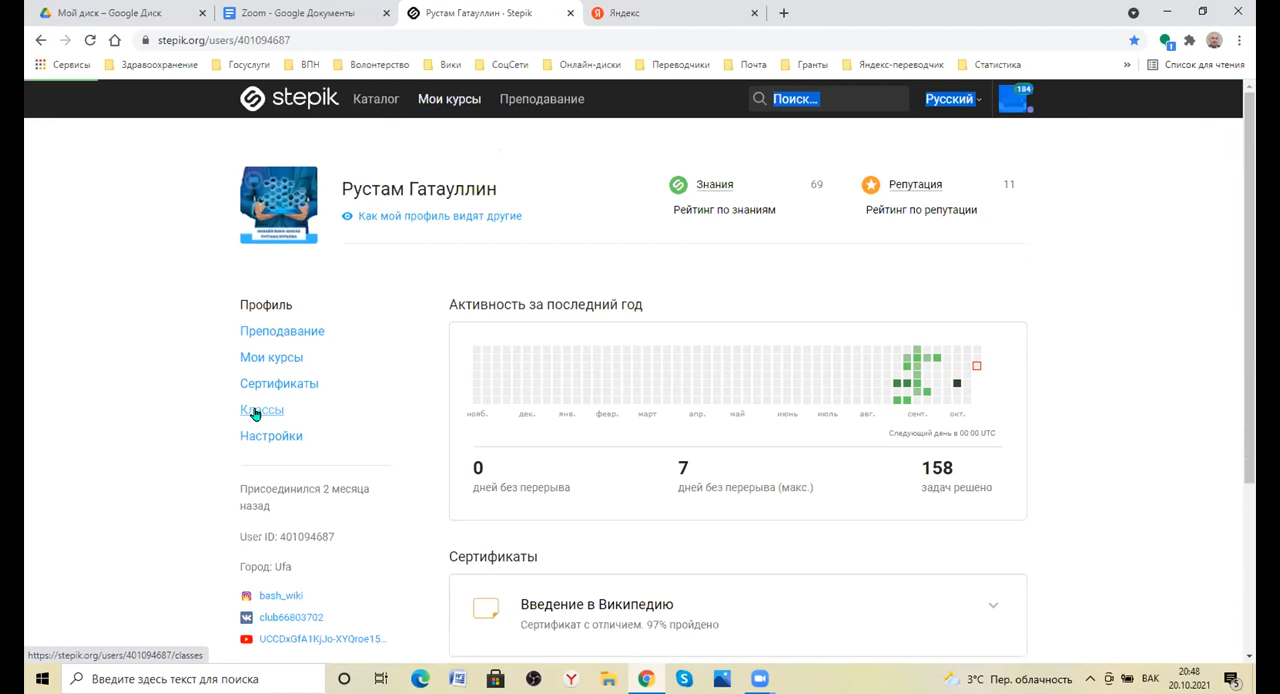 Мой диск – Google Диск
Zoom - Google Документы
Рустам Гатауллин · Stepik
Яндекс
stepik.org/users/401094687
Сервисы
Здравоохранение
Госуслуги
ВПН
Волонтерство
Вики
СоцСети
Онлайн-диски
Переводчики
Почта
Гранты
Яндекс-переводчик
Статистика
»
Список для чтения
stepik
Каталог
Мои курсы
Преподавание
Поиск...
Русский
184
Рустам Гатауллин
Как мой профиль видят другие
Знания
69
Рейтинг по знаниям
Репутация
11
Рейтинг по репутации
Профиль
Преподавание
Мои курсы
Сертификаты
Классы
Настройки
Присоединился 2 месяца
назад
User ID: 401094687
Город: Ufa
bash_wiki
club66803702
UCCDxGfA1KjJo-XYQroe15...
Активность за последний год
нояб. дек. янв. февр. март апр. май июнь июль авг. сент. окт.
Следующий день в 00:00 UTC
0
дней без перерыва
7
дней без перерыва (макс.)
158
задач решено
Сертификаты
Введение в Википедию
Сертификат с отличием. 97% пройдено
https://stepik.org/users/401094687/classes
Введите здесь текст для поиска
3°C Пер. облачность
ВАК
20:48
20.10.2021
5